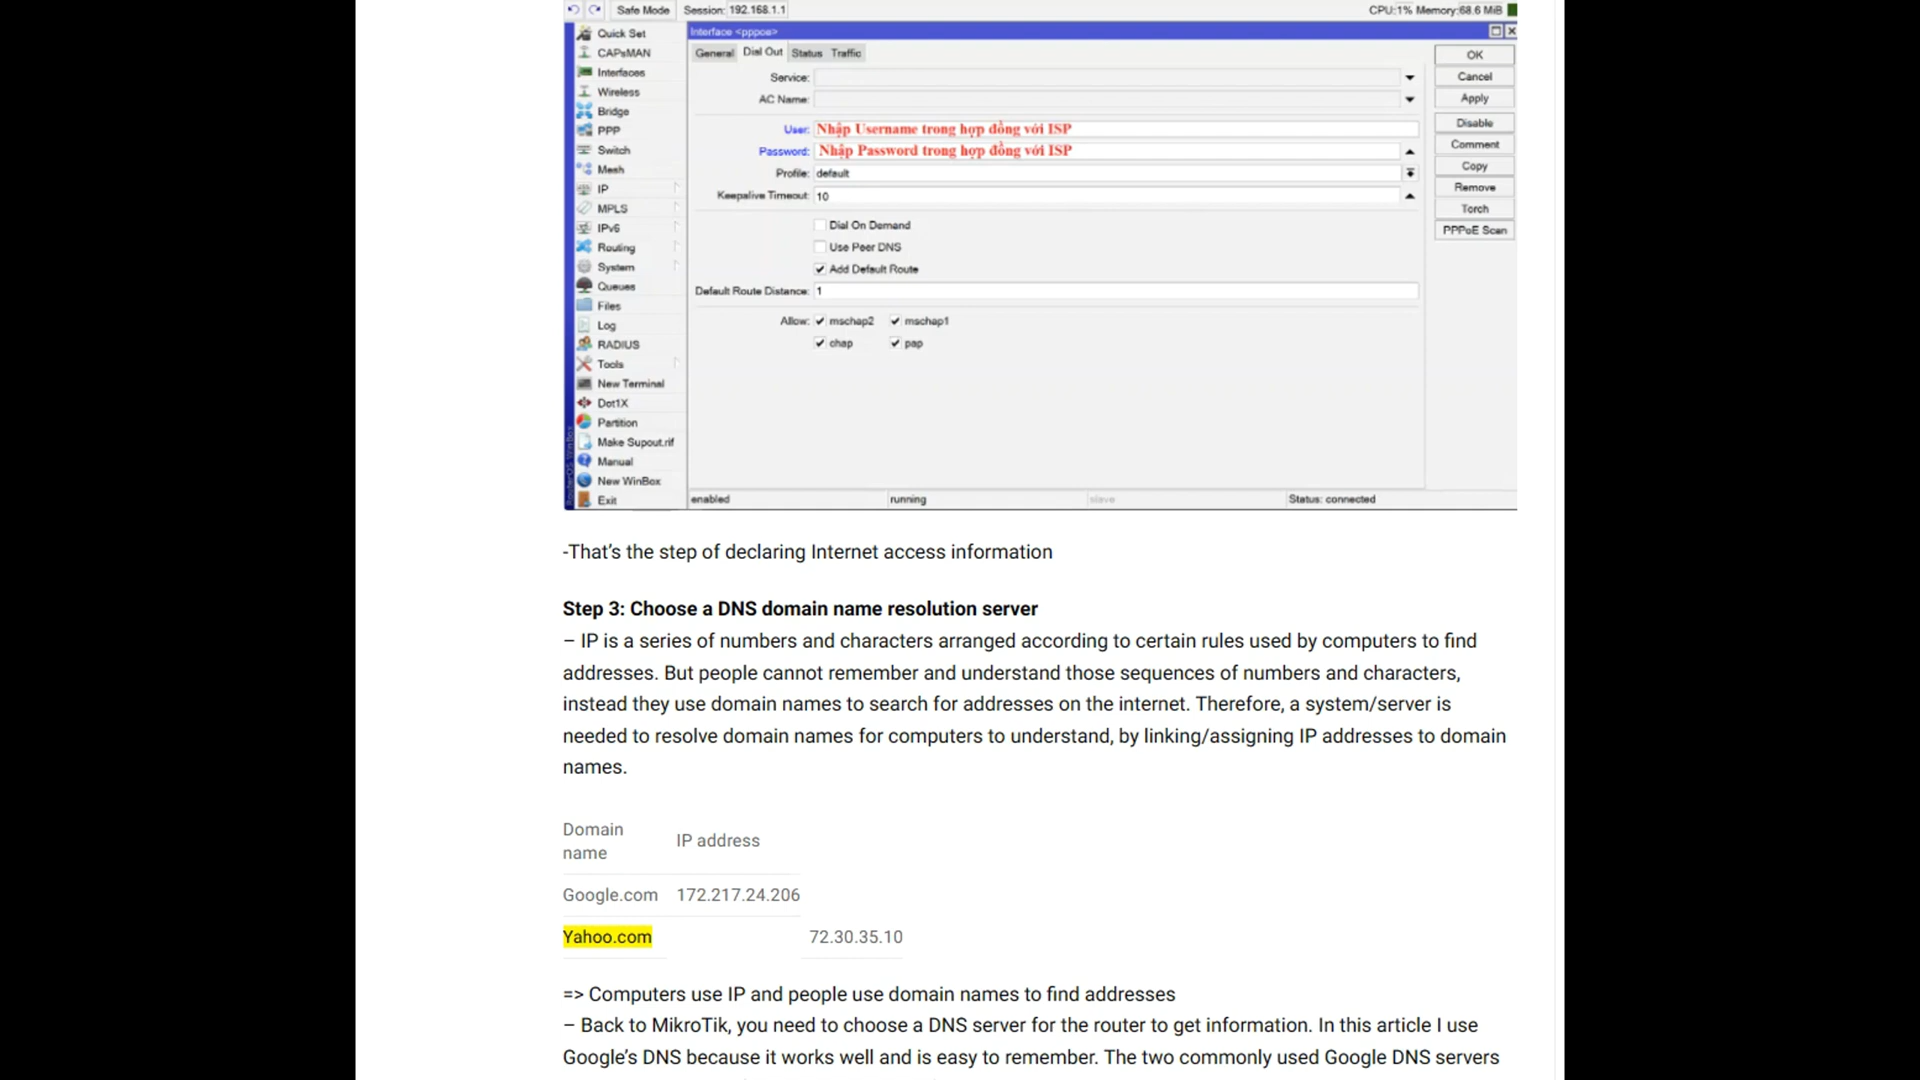 Safe Mode Session: 192.168.1.1 CPU:1% Memory:68.6 MiB
Quick Set
CAPsMAN
Interfaces
Wireless
Bridge
PPP
Switch
Mesh
IP
MPLS
IPv6
Routing
System
Queues
Files
Log
RADIUS
Tools
New Terminal
Dot1X
Partition
Make Supout.rif
Manual
New WinBox
Exit
RouterOS WinBox
Interface <pppoe>
General Dial Out Status Traffic
Service:
AC Name:
User: Nhập Username trong hợp đồng với ISP
Password: Nhập Password trong hợp đồng với ISP
Profile: default
Keepalive Timeout: 10
Dial On Demand
Use Peer DNS
Add Default Route
Default Route Distance: 1
Allow: mschap2 mschap1
chap pap
OK
Cancel
Apply
Disable
Comment
Copy
Remove
Torch
PPPoE Scan
enabled running slave Status: connected
-That’s the step of declaring Internet access information
Step 3: Choose a DNS domain name resolution server
– IP is a series of numbers and characters arranged according to certain rules used by computers to find
addresses. But people cannot remember and understand those sequences of numbers and characters,
instead they use domain names to search for addresses on the internet. Therefore, a system/server is
needed to resolve domain names for computers to understand, by linking/assigning IP addresses to domain
names.
Domain
name
IP address
Google.com 172.217.24.206
Yahoo.com 72.30.35.10
=> Computers use IP and people use domain names to find addresses
– Back to MikroTik, you need to choose a DNS server for the router to get information. In this article I use
Google’s DNS because it works well and is easy to remember. The two commonly used Google DNS servers